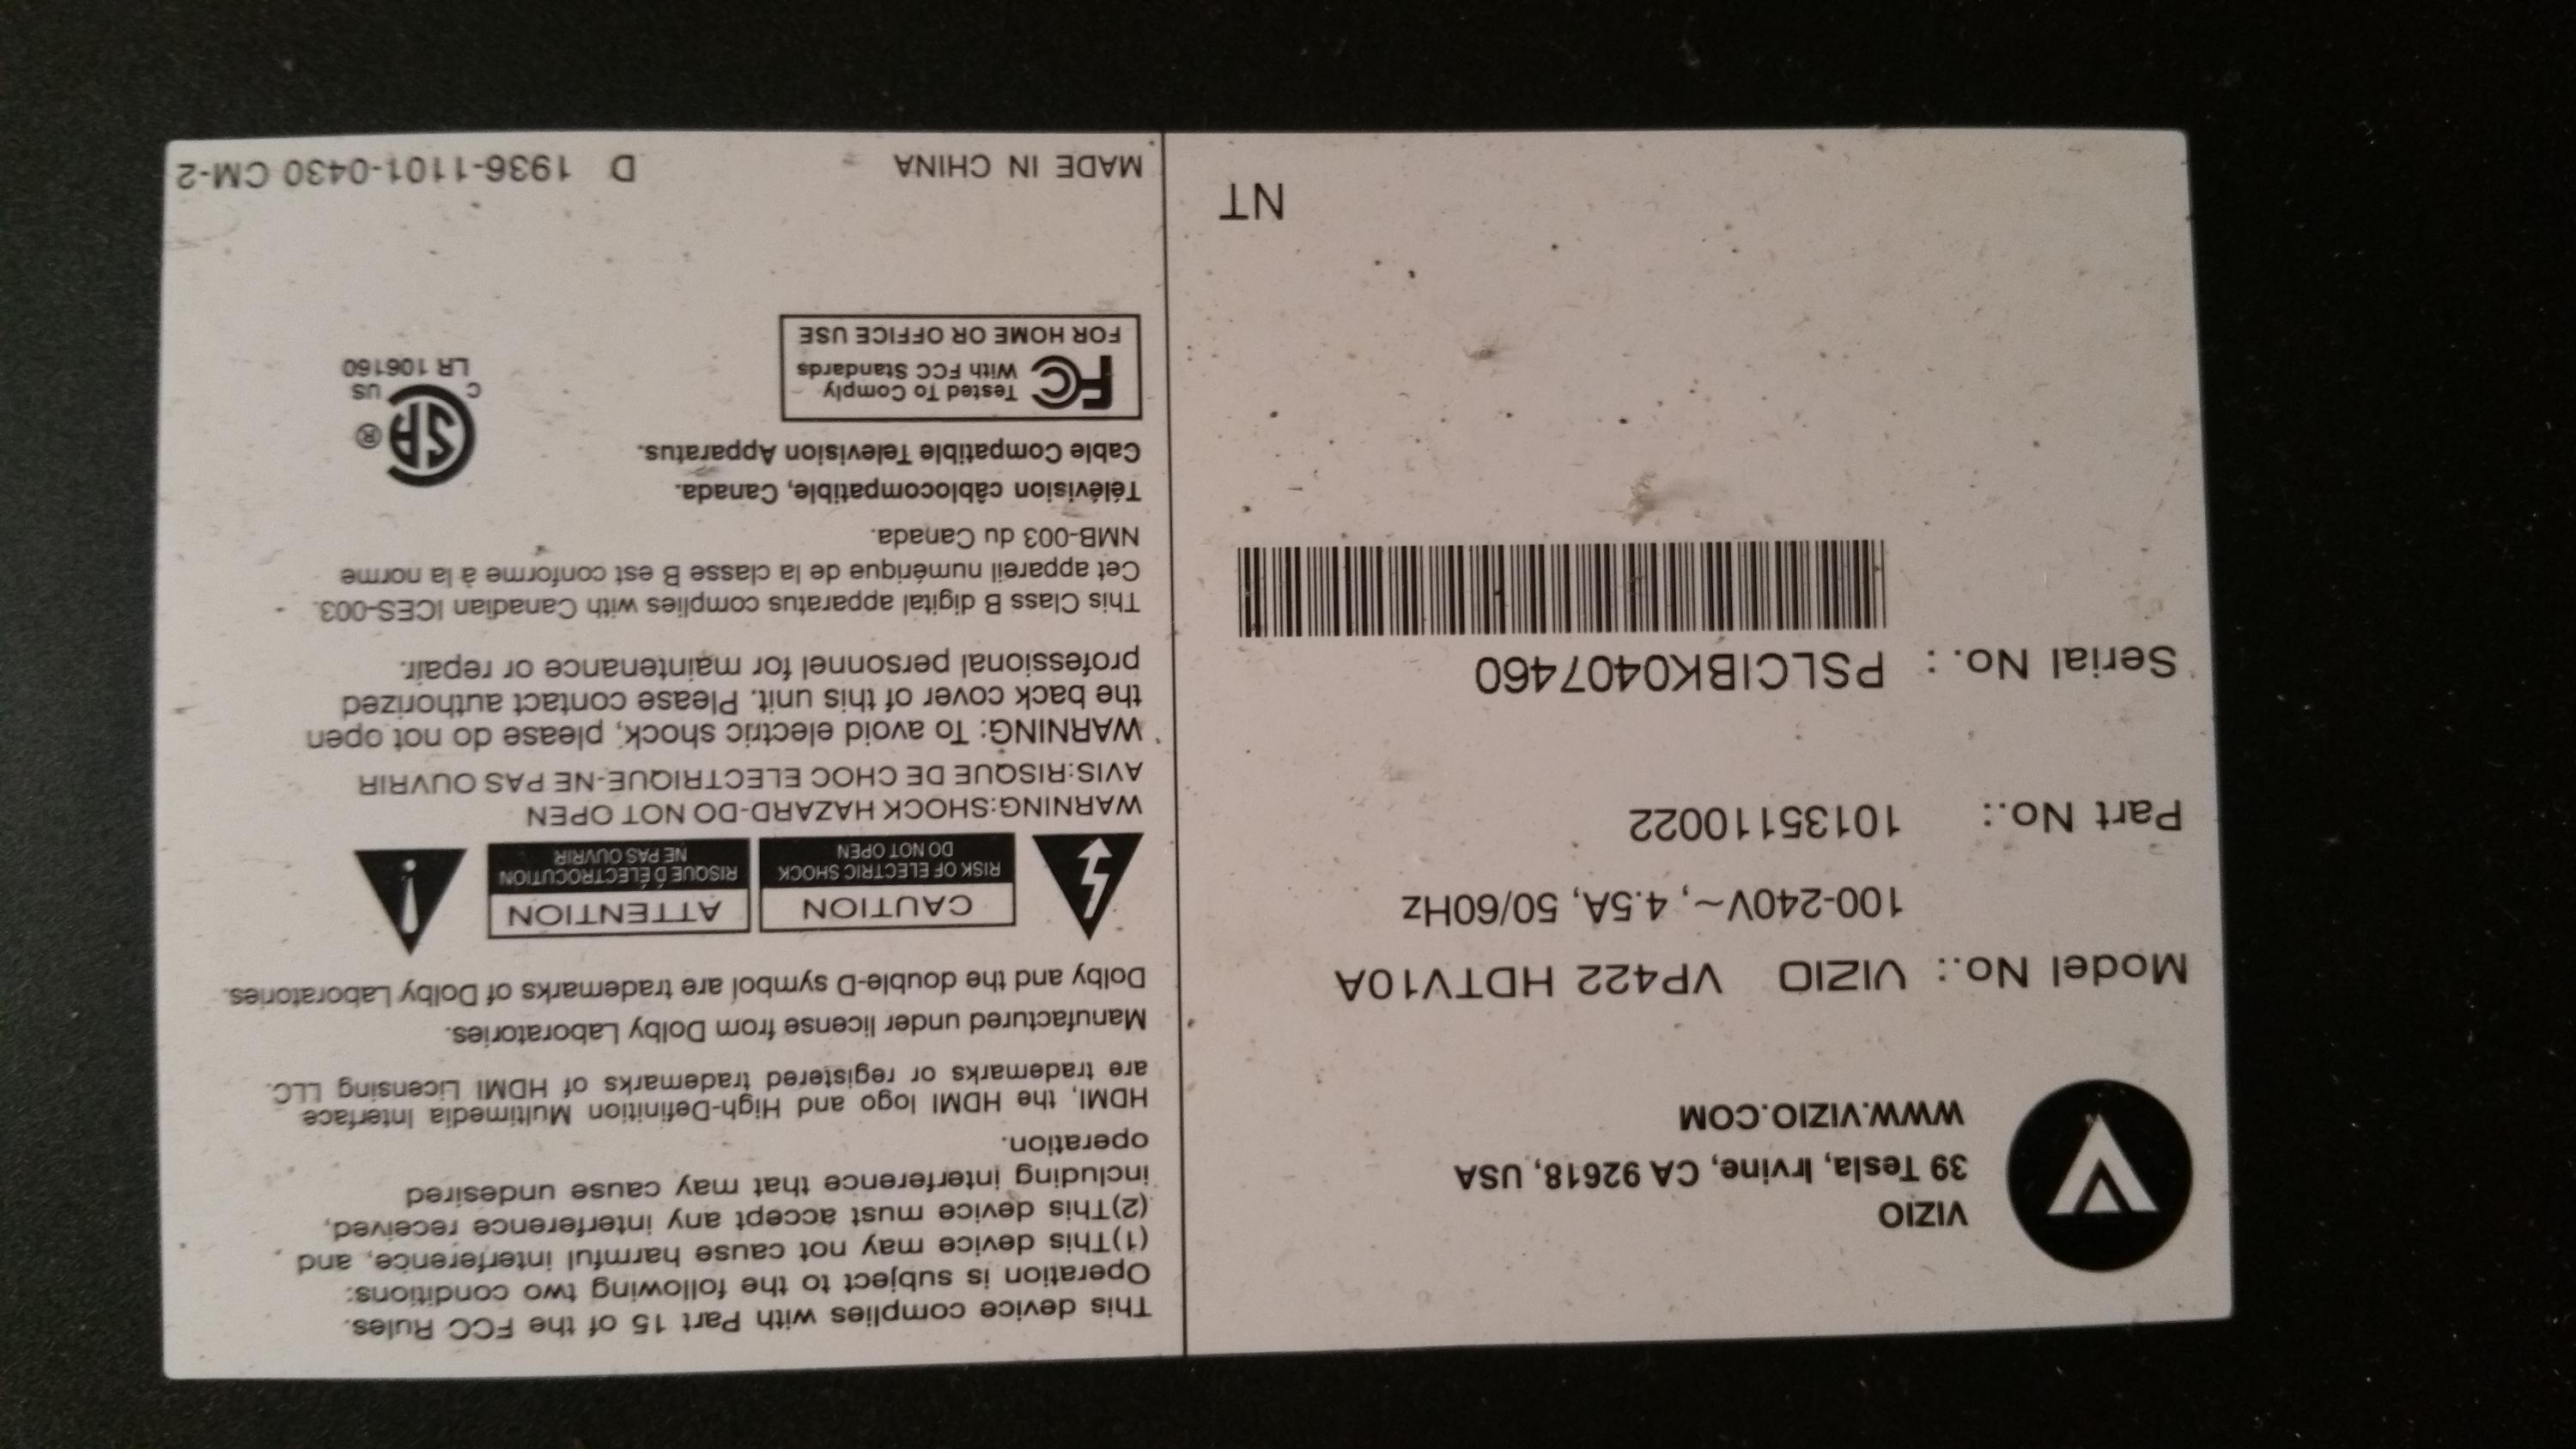 VIZIO
39 Tesla, Irvine, CA 92618, USA
WWW.VIZIO.COM
Model No.: VIZIO VP422 HDTV10A
100-240V~, 4.5A, 50/60Hz
Part No.: 10135110022
Serial No. : PSLCIBK0407460
NT
This device complies with Part 15 of the FCC Rules.
Operation is subject to the following two conditions:
(1)This device may not cause harmful interference, and
(2)This device must accept any interference received,
including interference that may cause undesired
operation.
HDMI, the HDMI logo and High-Definition Multimedia Interface
are trademarks or registered trademarks of HDMI Licensing LLC.
Manufactured under license from Dolby Laboratories.
Dolby and the double-D symbol are trademarks of Dolby Laboratories.
CAUTION
RISK OF ELECTRIC SHOCK
DO NOT OPEN
ATTENTION
RISQUE D'ÉLECTROCUTION
NE PAS OUVRIR
WARNING:SHOCK HAZARD-DO NOT OPEN
AVIS:RISQUE DE CHOC ELECTRIQUE-NE PAS OUVRIR
WARNING: To avoid electric shock, please do not open
the back cover of this unit. Please contact authorized
professional personnel for maintenance or repair.
This Class B digital apparatus complies with Canadian ICES-003.
Cet appareil numérique de la classe B est conforme à la norme
NMB-003 du Canada.
Télévision câblocompatible, Canada.
Cable Compatible Television Apparatus.
FC Tested To Comply
With FCC Standards
FOR HOME OR OFFICE USE
SA ®
C US
LR 106160
MADE IN CHINA D 1936-1101-0430 CM-2